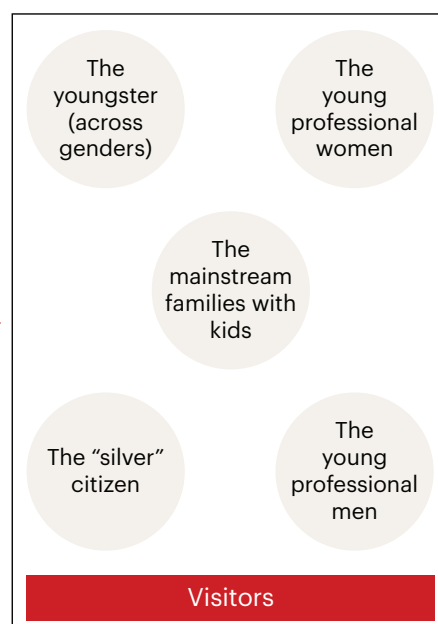 The
youngster
(across
genders)
The
young
professional
women
The
mainstream
families with
kids
The “silver”
citizen
The
young
professional
men
Visitors